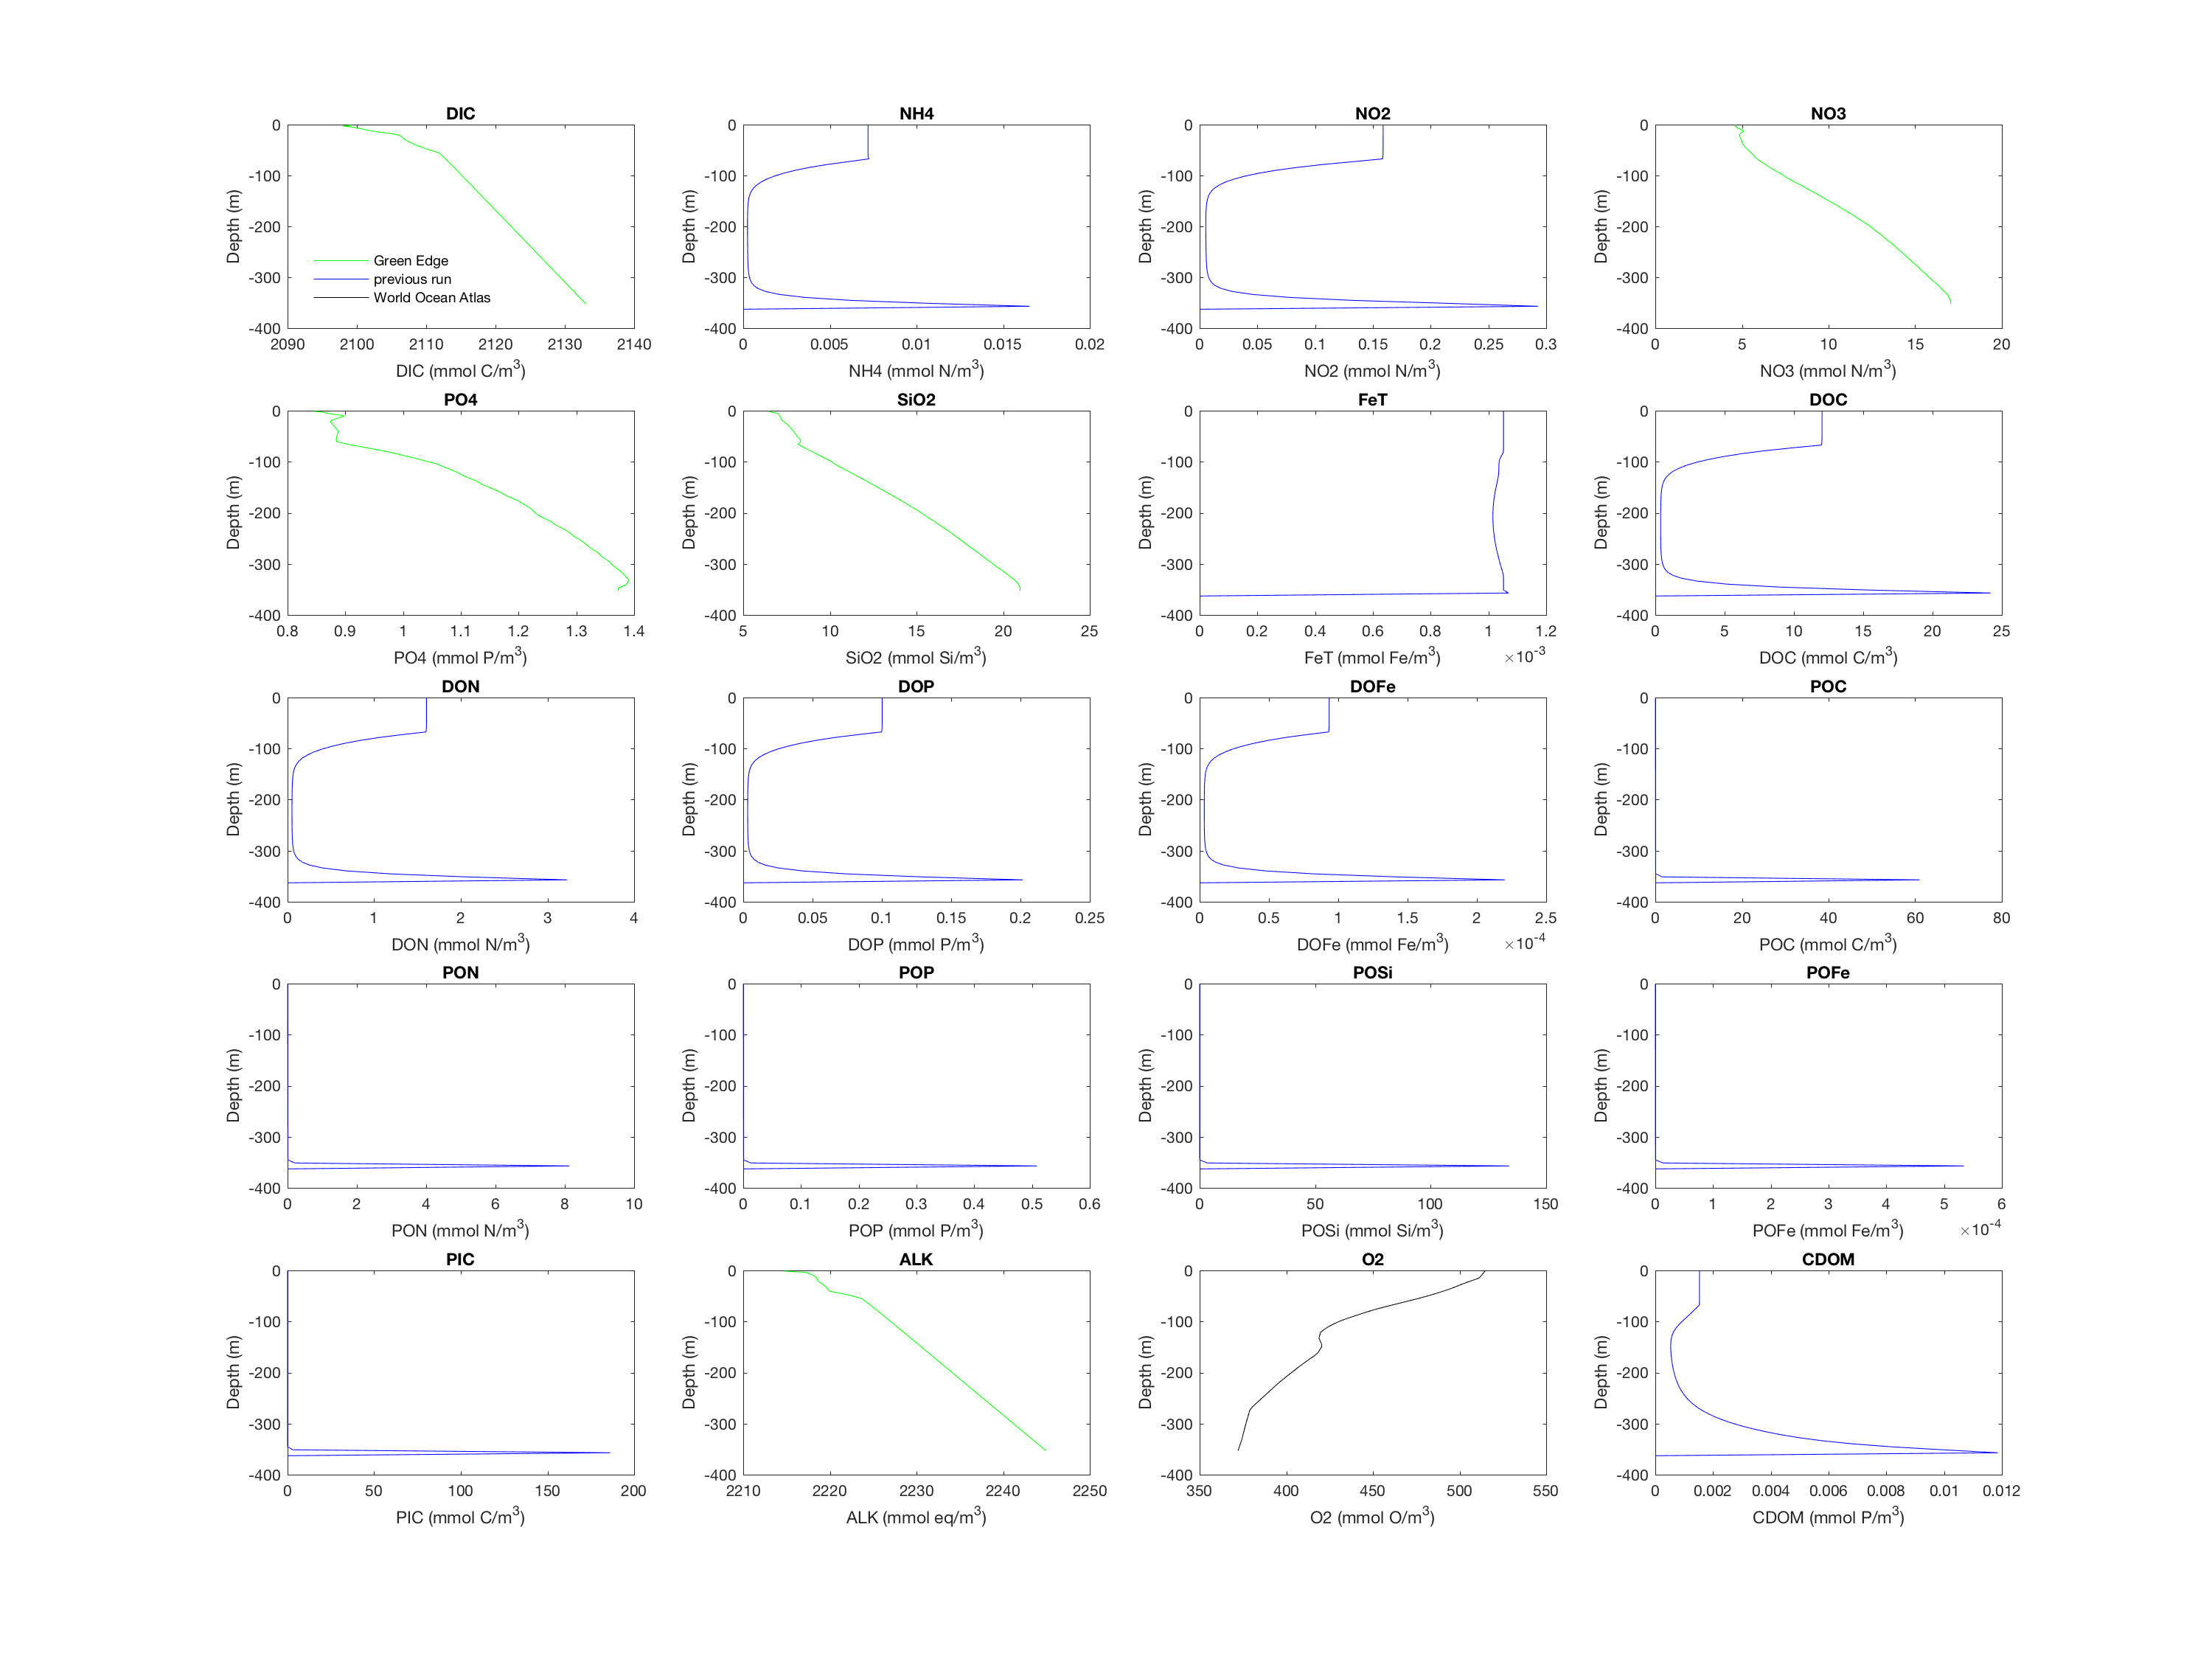 DIC NH4 NO2 NO3
0 0 0 0
-100 -100 -100 -100
-200 -200 -200 -200
-300 -300 -300 -300
-400 -400 -400 -400
Depth (m) Depth (m) Depth (m) Depth (m)
Green Edge
previous run
World Ocean Atlas
2090 2100 2110 2120 2130 2140 0 0.005 0.01 0.015 0.02 0 0.05 0.1 0.15 0.2 0.25 0.3 0 5 10 15 20
DIC (mmol C/m³) NH4 (mmol N/m³) NO2 (mmol N/m³) NO3 (mmol N/m³)
PO4 SiO2 FeT DOC
0 0 0 0
-100 -100 -100 -100
-200 -200 -200 -200
-300 -300 -300 -300
-400 -400 -400 -400
Depth (m) Depth (m) Depth (m) Depth (m)
0.8 0.9 1 1.1 1.2 1.3 1.4 5 10 15 20 25 0 0.2 0.4 0.6 0.8 1 1.2 0 5 10 15 20 25
PO4 (mmol P/m³) SiO2 (mmol Si/m³) FeT (mmol Fe/m³) ×10⁻³ DOC (mmol C/m³)
DON DOP DOFe POC
0 0 0 0
-100 -100 -100 -100
-200 -200 -200 -200
-300 -300 -300 -300
-400 -400 -400 -400
Depth (m) Depth (m) Depth (m) Depth (m)
0 1 2 3 4 0 0.05 0.1 0.15 0.2 0.25 0 0.5 1 1.5 2 2.5 0 20 40 60 80
DON (mmol N/m³) DOP (mmol P/m³) DOFe (mmol Fe/m³) ×10⁻⁴ POC (mmol C/m³)
PON POP POSi POFe
0 0 0 0
-100 -100 -100 -100
-200 -200 -200 -200
-300 -300 -300 -300
-400 -400 -400 -400
Depth (m) Depth (m) Depth (m) Depth (m)
0 2 4 6 8 10 0 0.1 0.2 0.3 0.4 0.5 0.6 0 50 100 150 0 1 2 3 4 5 6
PON (mmol N/m³) POP (mmol P/m³) POSi (mmol Si/m³) POFe (mmol Fe/m³) ×10⁻⁴
PIC ALK O2 CDOM
0 0 0 0
-100 -100 -100 -100
-200 -200 -200 -200
-300 -300 -300 -300
-400 -400 -400 -400
Depth (m) Depth (m) Depth (m) Depth (m)
0 50 100 150 200 2210 2220 2230 2240 2250 350 400 450 500 550 0 0.002 0.004 0.006 0.008 0.01 0.012
PIC (mmol C/m³) ALK (mmol eq/m³) O2 (mmol O/m³) CDOM (mmol P/m³)